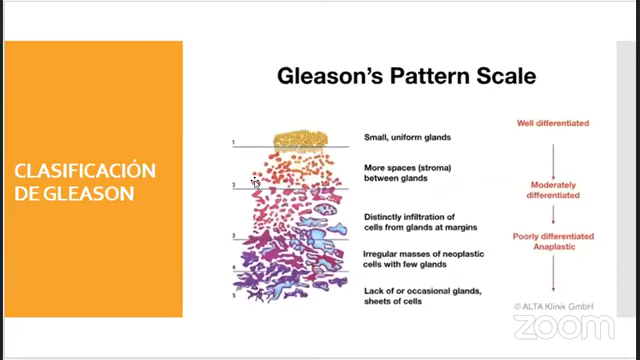 Gleason's Pattern Scale
CLASIFICACIÓN
DE GLEASON
1
Small, uniform glands
2
More spaces (stroma)
between glands
3
Distinctly infiltration of
cells from glands at margins
4
Irregular masses of neoplastic
cells with few glands
5
Lack of or occasional glands,
sheets of cells
Well differentiated
Moderately
differentiated
Poorly differentiated
Anaplastic
© ALTA Klinik GmbH
zoom